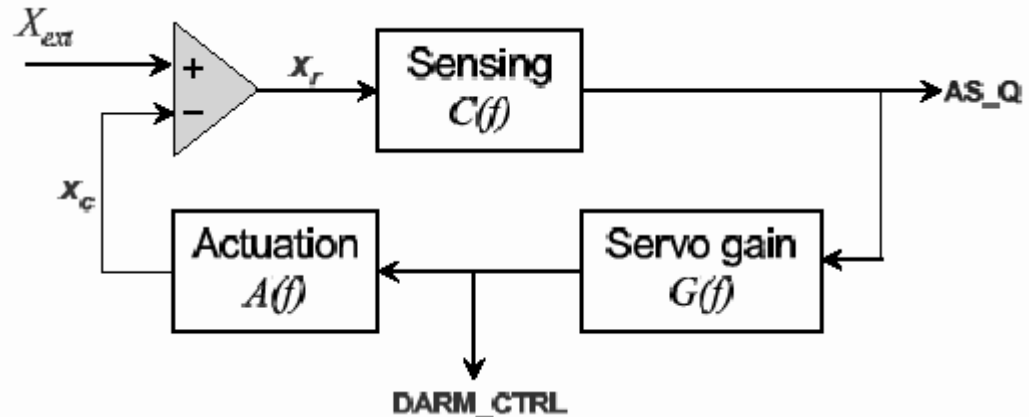 X_ext
+
−
x_r
Sensing
C(f)
AS_Q
x_c
Actuation
A(f)
Servo gain
G(f)
DARM_CTRL